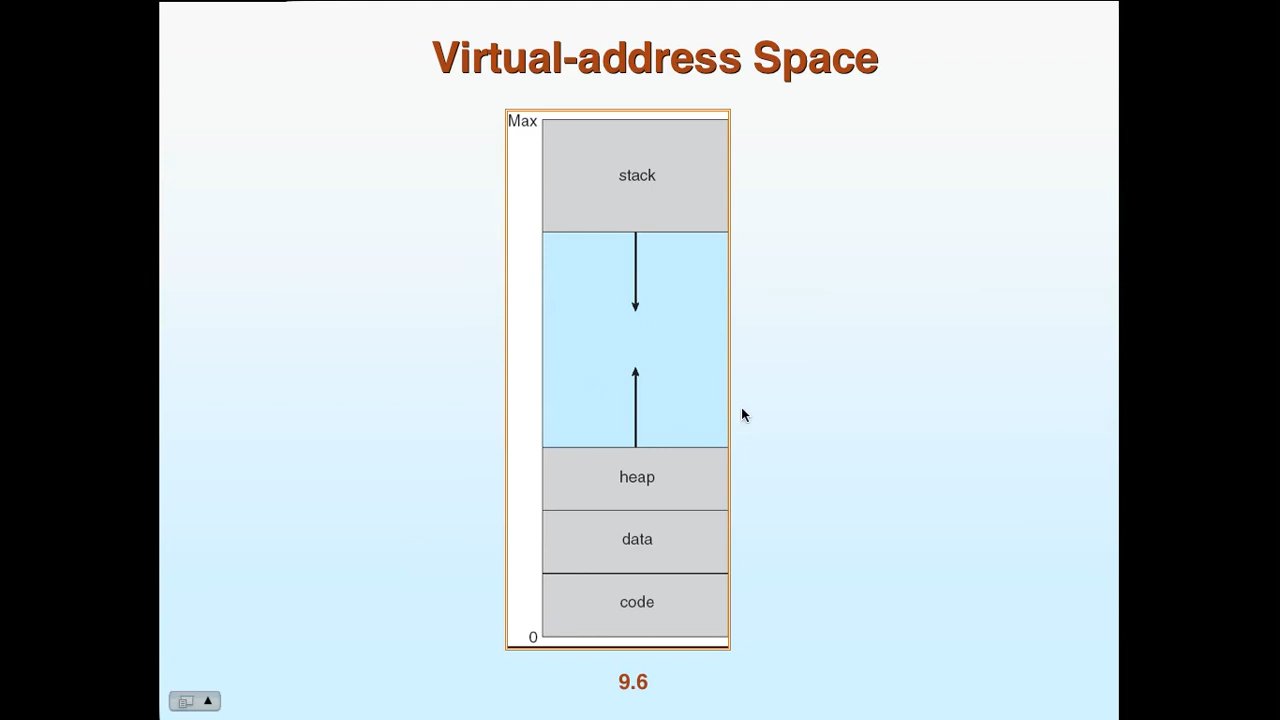 Virtual-address Space
Max
stack
heap
data
code
0
9.6